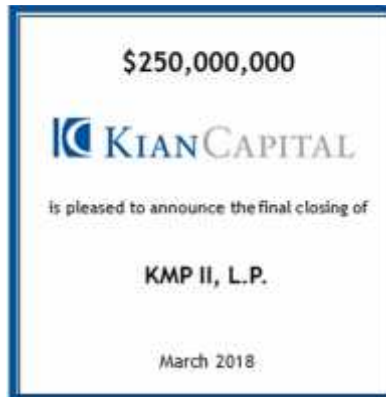 $250,000,000
KIANCAPITAL
is pleased to announce the final closing of
KMP II, L.P.
March 2018